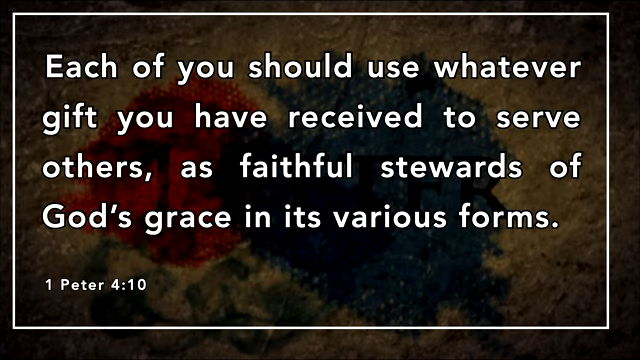 Each of you should use whatever
gift you have received to serve
others, as faithful stewards of
God’s grace in its various forms.
1 Peter 4:10